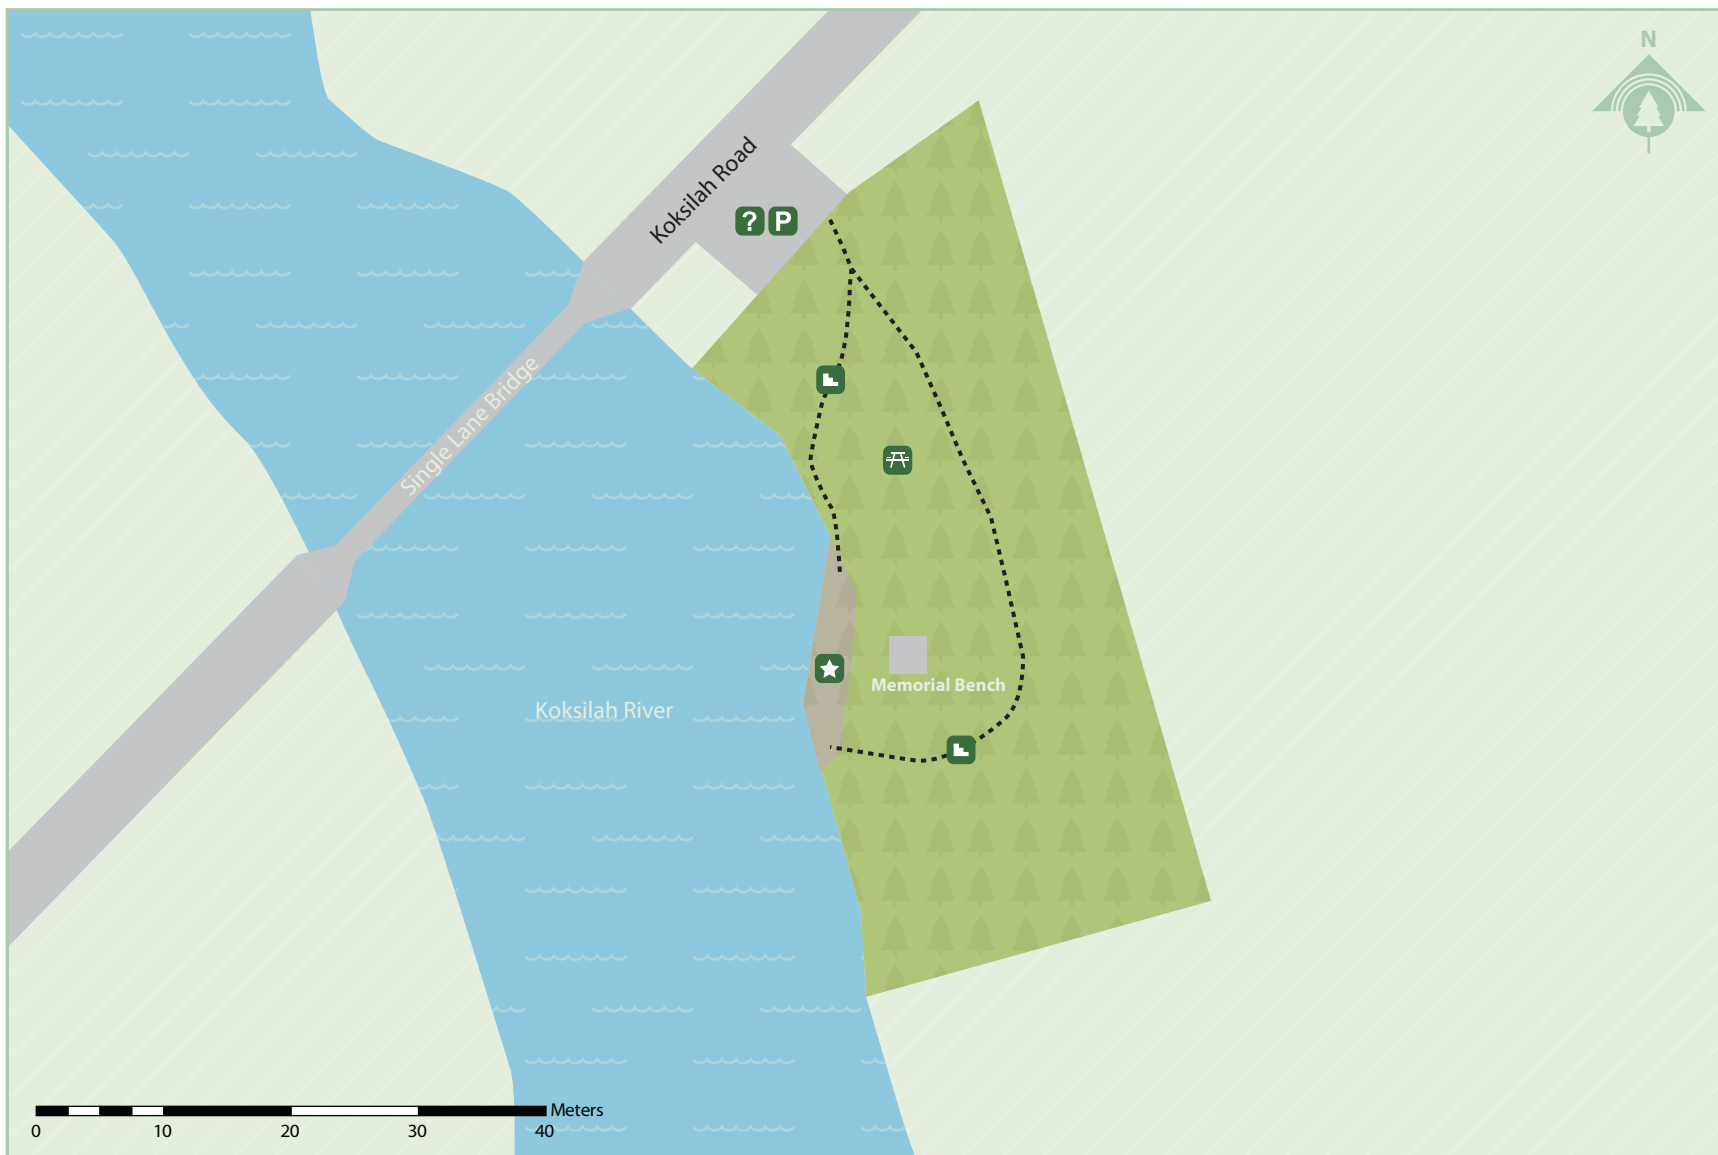 N
Koksilah Road
? P
Single Lane Bridge
Memorial Bench
Koksilah River
Meters
0 10 20 30 40